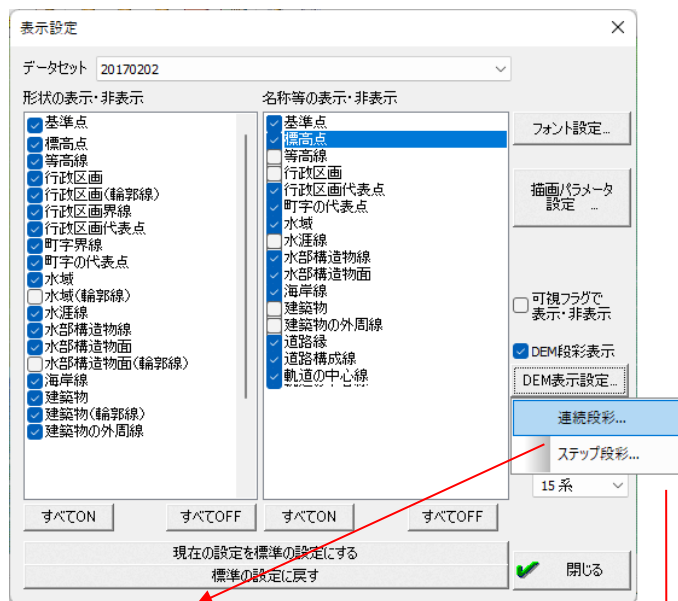 表示設定
データセット 20170202
形状の表示・非表示
基準点
標高点
等高線
行政区画
行政区画(輪郭線)
行政区画界線
行政区画代表点
町字界線
町字の代表点
水域
水域(輪郭線)
水涯線
水部構造物線
水部構造物面
水部構造物面(輪郭線)
海岸線
建築物
建築物(輪郭線)
建築物の外周線
すべてON
すべてOFF
名称等の表示・非表示
基準点
標高点
等高線
行政区画
行政区画代表点
町字の代表点
水域
水涯線
水部構造物線
水部構造物面
海岸線
建築物
建築物の外周線
道路縁
道路構成線
軌道の中心線
すべてON
すべてOFF
フォント設定...
描画パラメータ
設定 ...
可視フラグで
表示・非表示
DEM段彩表示
DEM表示設定...
連続段彩...
ステップ段彩...
15 系
現在の設定を標準の設定にする
標準の設定に戻す
閉じる